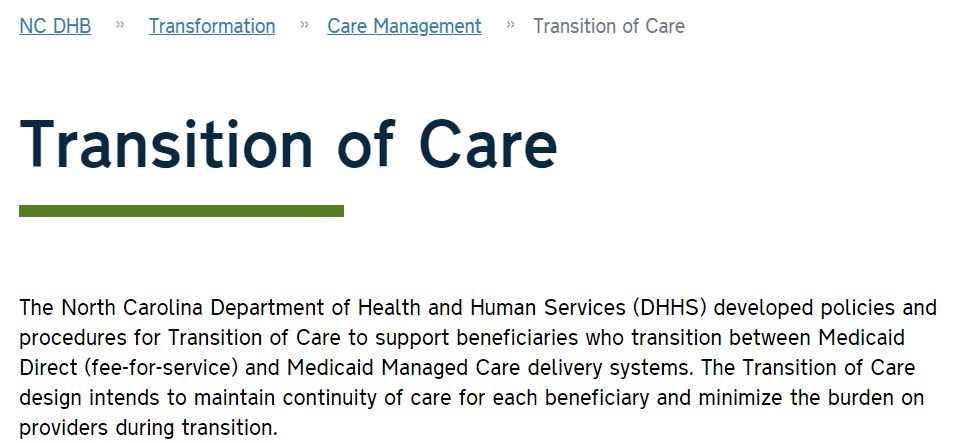 NC DHB » Transformation » Care Management » Transition of Care
Transition of Care
The North Carolina Department of Health and Human Services (DHHS) developed policies and
procedures for Transition of Care to support beneficiaries who transition between Medicaid
Direct (fee-for-service) and Medicaid Managed Care delivery systems. The Transition of Care
design intends to maintain continuity of care for each beneficiary and minimize the burden on
providers during transition.